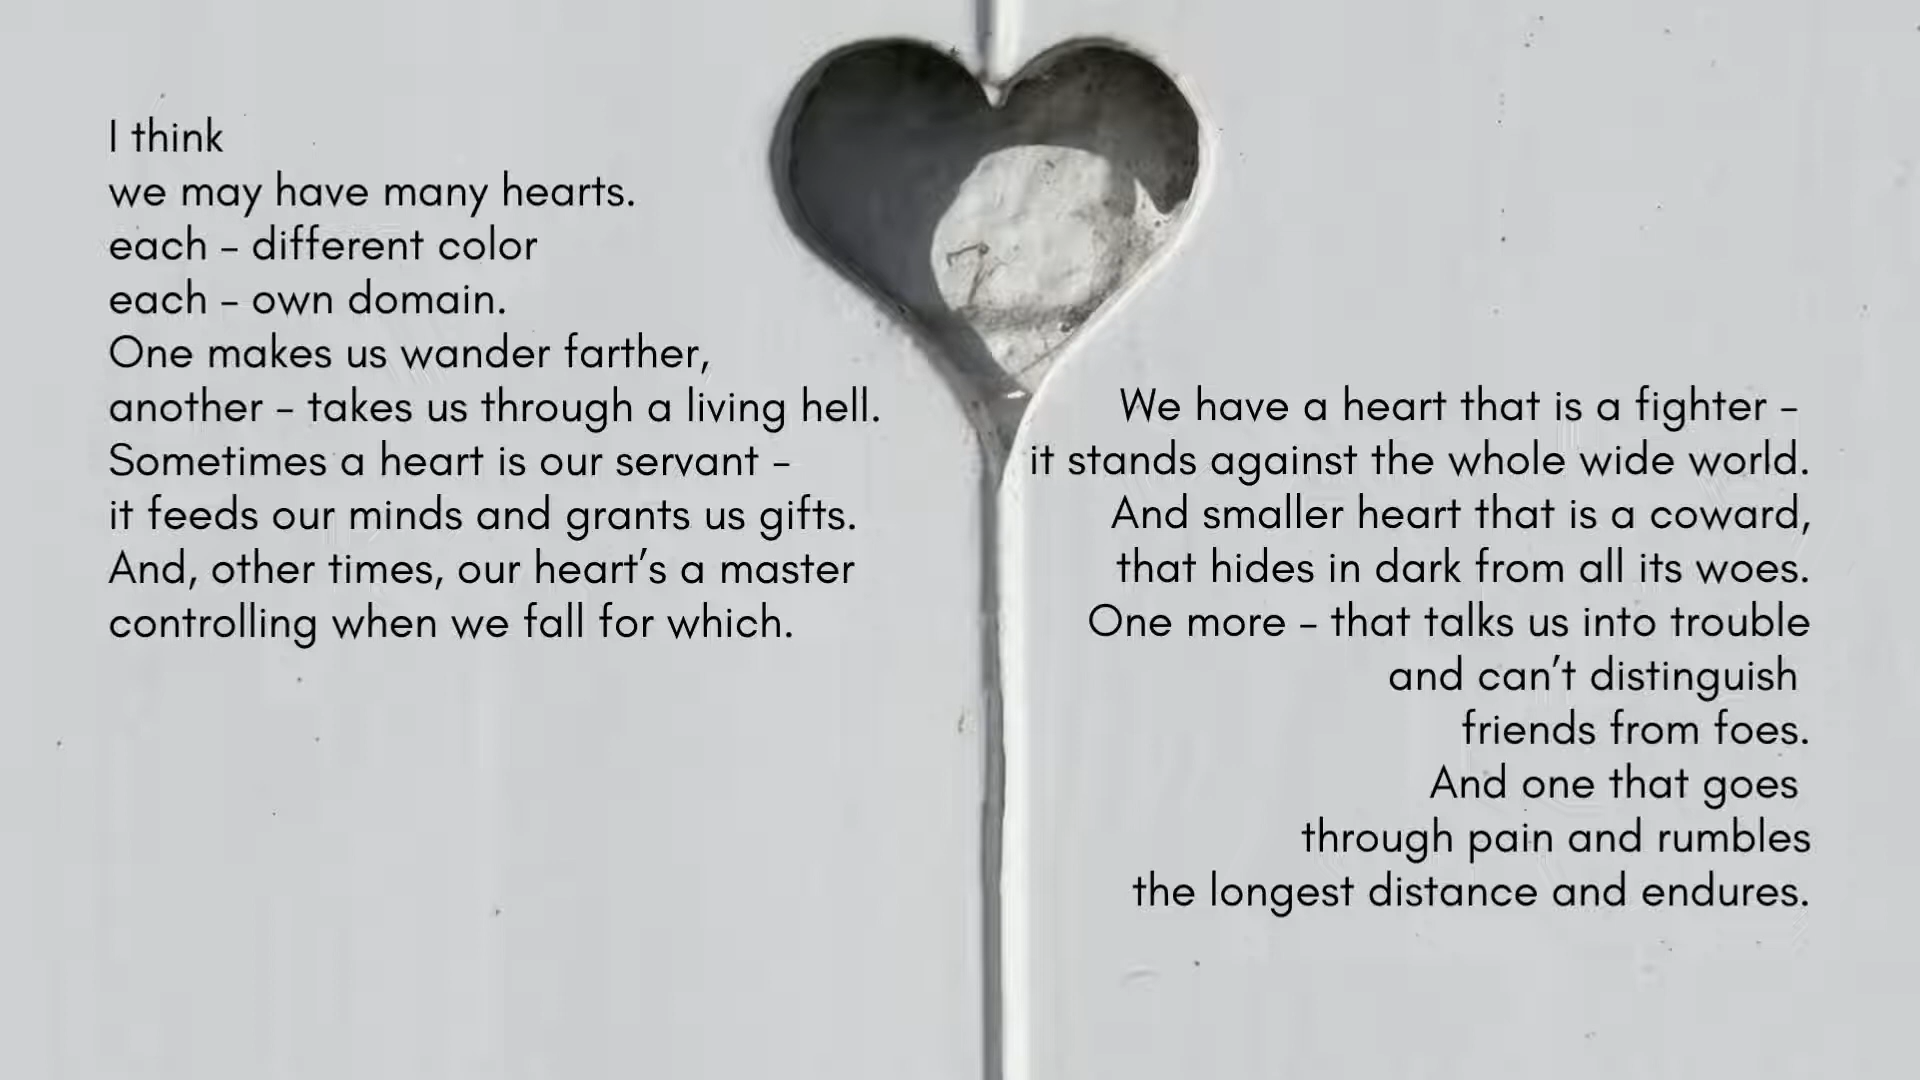 I think
we may have many hearts.
each – different color
each – own domain.
One makes us wander farther,
another – takes us through a living hell.
Sometimes a heart is our servant –
it feeds our minds and grants us gifts.
And, other times, our heart’s a master
controlling when we fall for which.
We have a heart that is a fighter –
it stands against the whole wide world.
And smaller heart that is a coward,
that hides in dark from all its woes.
One more – that talks us into trouble
and can’t distinguish
friends from foes.
And one that goes
through pain and rumbles
the longest distance and endures.